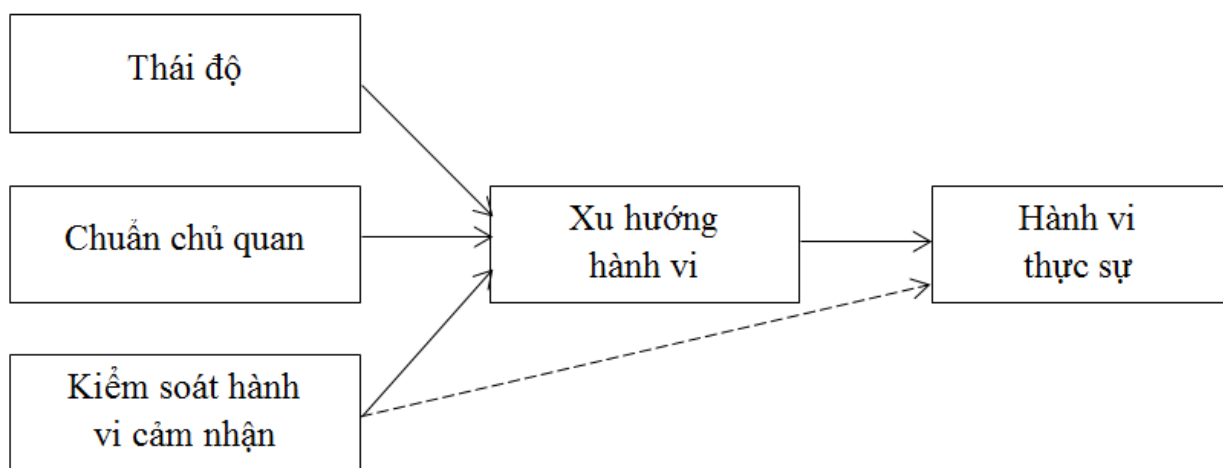 Thái độ
Chuẩn chủ quan
Xu hướng
hành vi
Hành vi
thực sự
Kiểm soát hành
vi cảm nhận